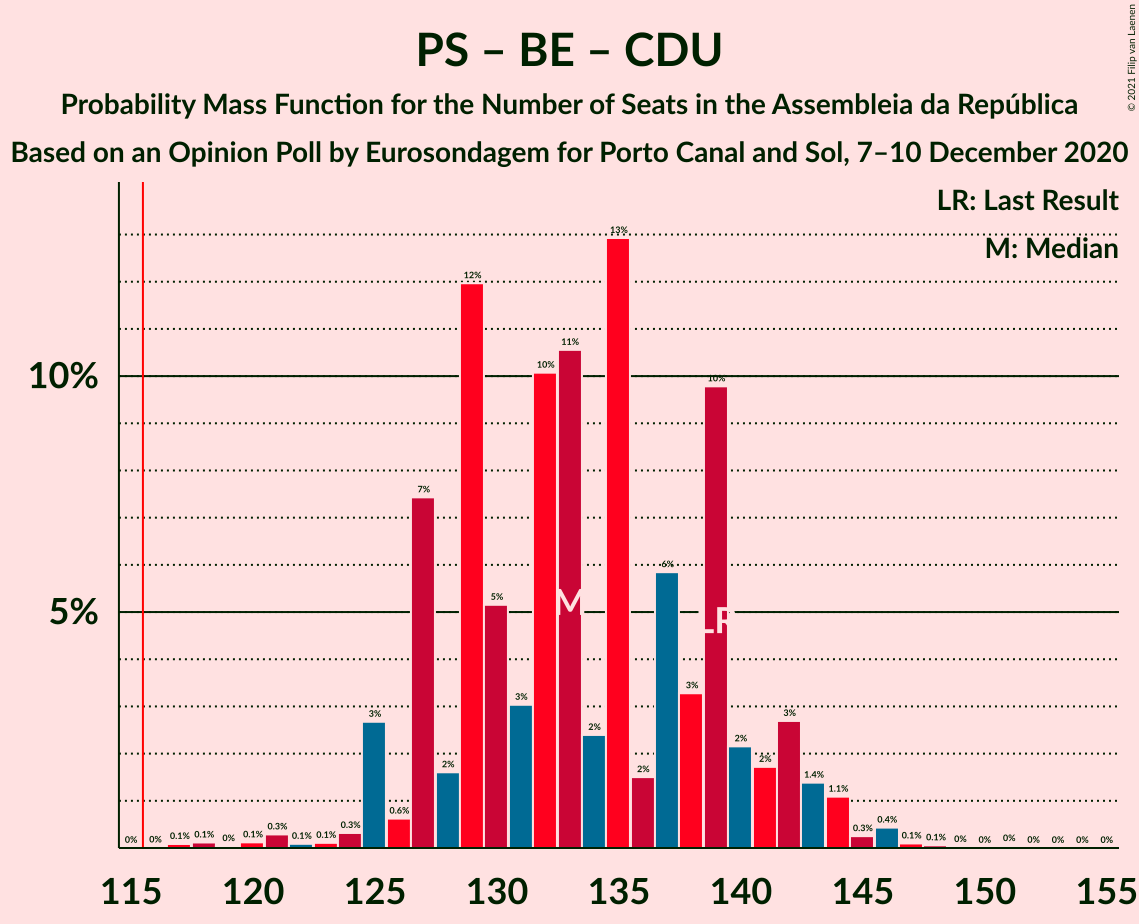 © 2021 Filip van Laenen
PS – BE – CDU
Probability Mass Function for the Number of Seats in the Assembleia da República
Based on an Opinion Poll by Eurosondagem for Porto Canal and Sol, 7–10 December 2020
LR: Last Result
M: Median
10%
5%
0% 0% 0.1% 0.1% 0% 0.1% 0.3% 0.1% 0.1% 0.3% 3% 0.6% 7% 2% 12% 5% 3% 10% 11% 2% 13% 2% 6% 3% 10% 2% 2% 3% 1.4% 1.1% 0.3% 0.4% 0.1% 0.1% 0% 0% 0% 0% 0% 0% 0%
M
LR
115 120 125 130 135 140 145 150 155